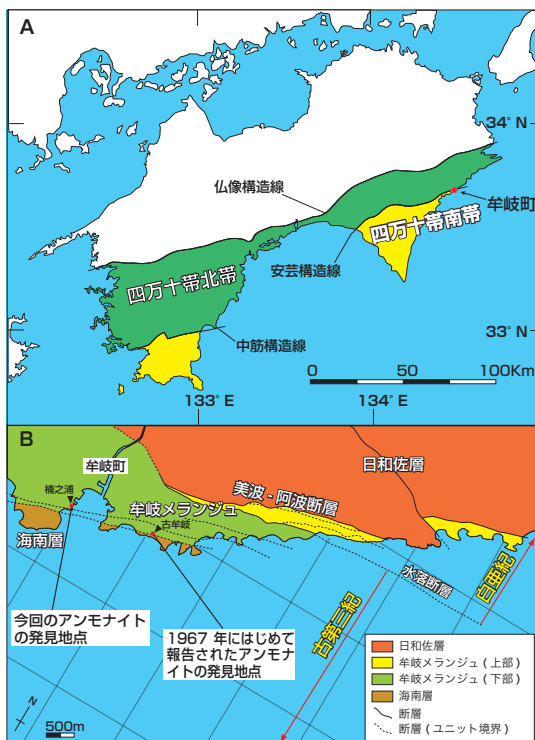 A
34° N
仏像構造線
牟岐町
四万十帯南帯
安芸構造線
四万十帯北帯
33° N
中筋構造線
0 50 100Km
133° E
134° E
B
牟岐町
日和佐層
楠之浦
美波 - 阿波断層
牟岐メランジュ
古牟岐
海南層
水落断層
白亜紀
古第三紀
今回のアンモナイト
の発見地点
1967 年にはじめて
報告されたアンモナ
イトの発見地点
日和佐層
牟岐メランジュ ( 上部 )
牟岐メランジュ ( 下部 )
海南層
断層
断層 ( ユニット境界 )
N
500m